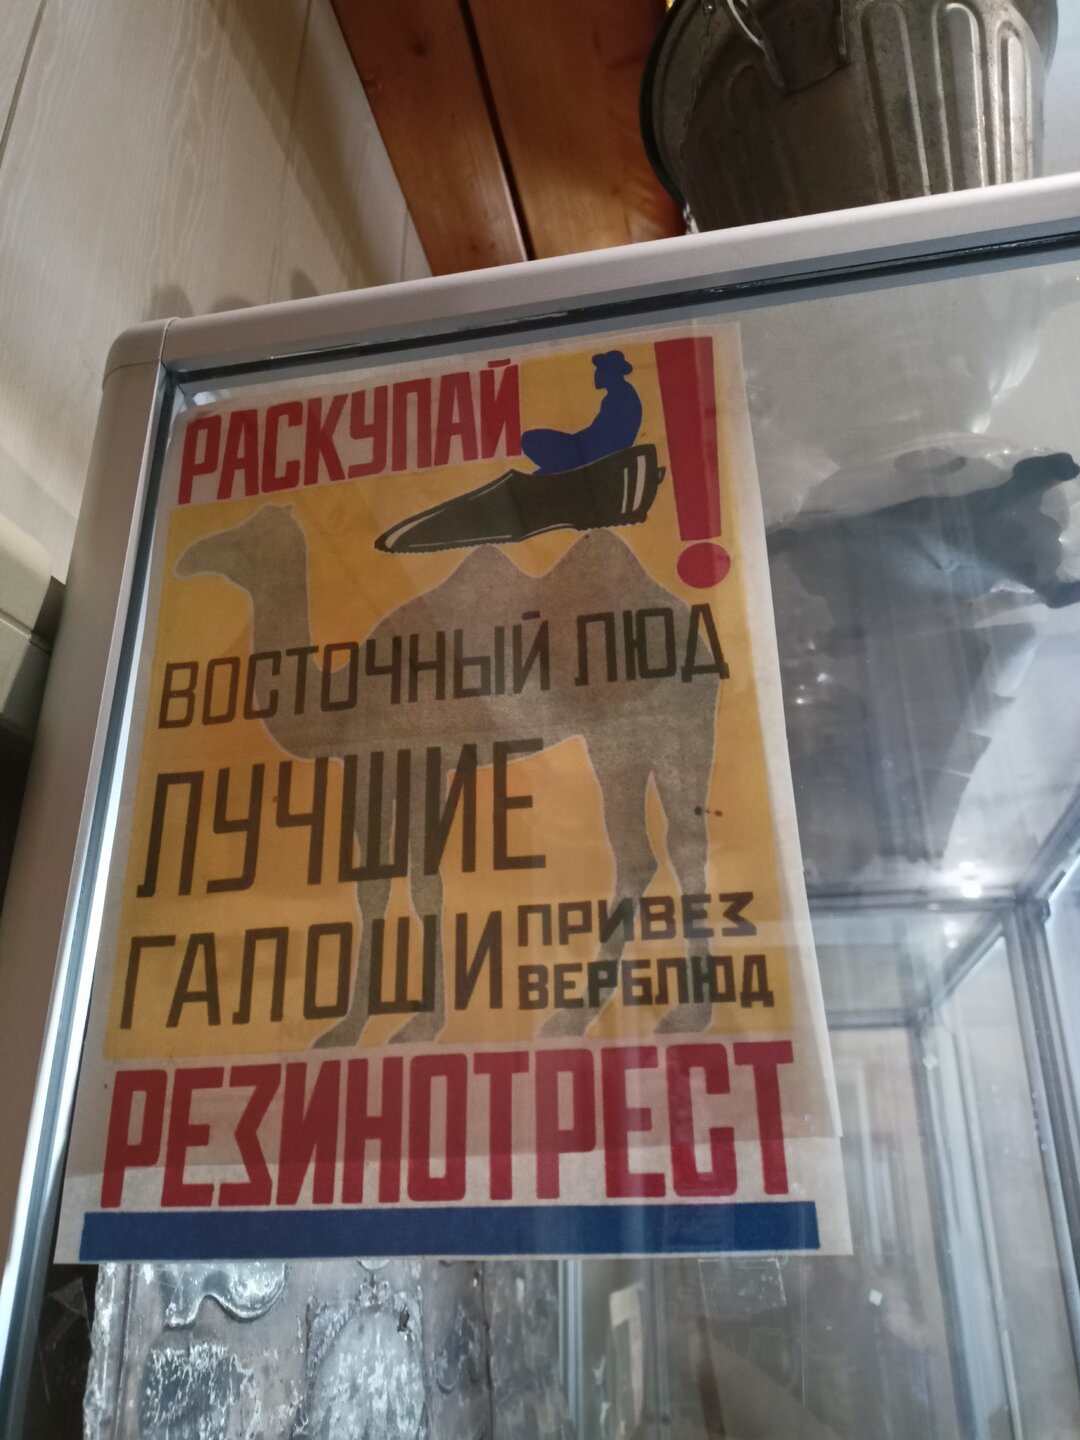 РАСКУПАЙ!
ВОСТОЧНЫЙ ЛЮД
ЛУЧШИЕ
ГАЛОШИ ПРИВЕЗ
ВЕРБЛЮД
РЕЗИНОТРЕСТ